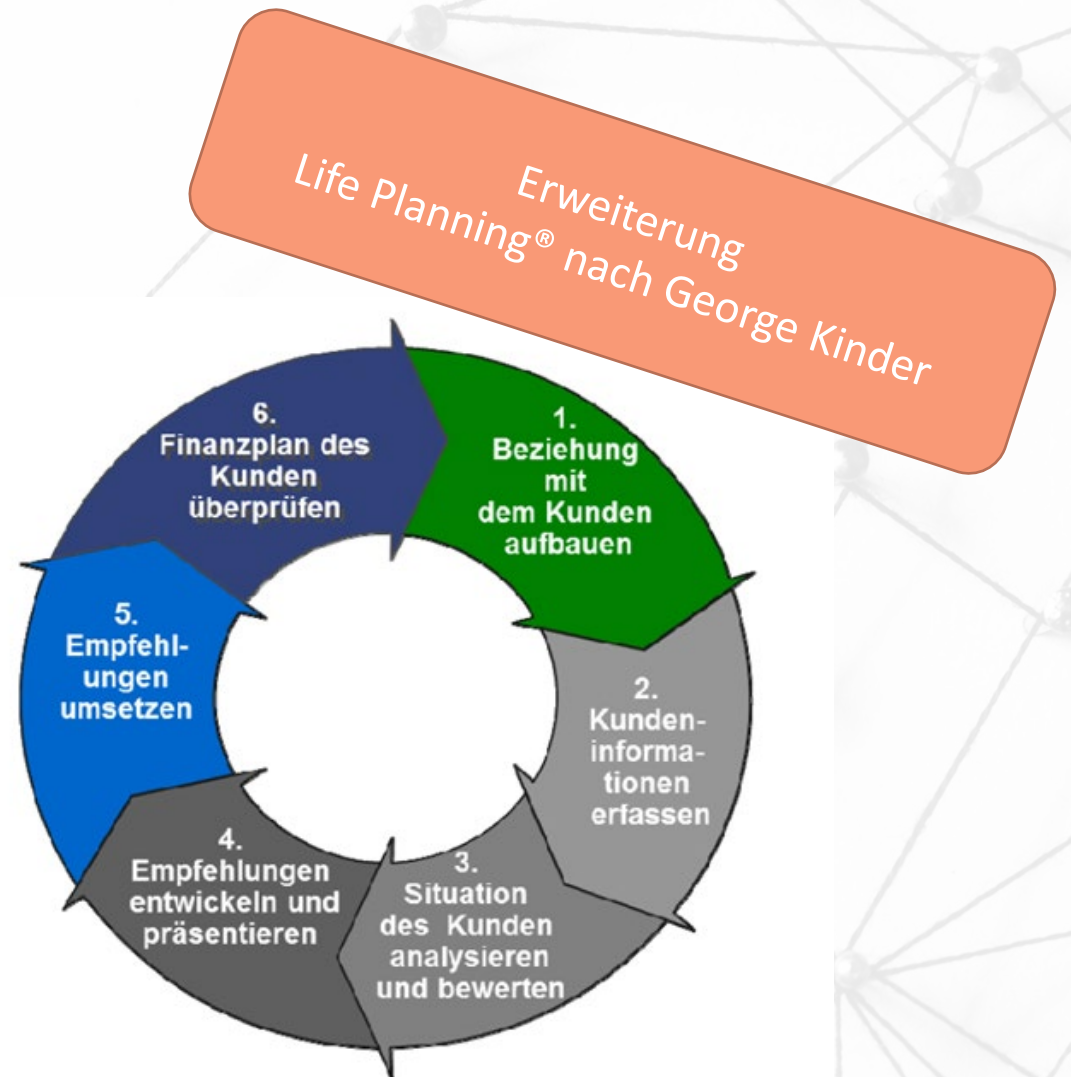 Erweiterung
Life Planning® nach George Kinder
1.
Beziehung
mit
dem Kunden
aufbauen
2.
Kunden-
informa-
tionen
erfassen
3.
Situation
des Kunden
analysieren
und bewerten
4.
Empfehlungen
entwickeln und
präsentieren
5.
Empfehl-
ungen
umsetzen
6.
Finanzplan des
Kunden
überprüfen